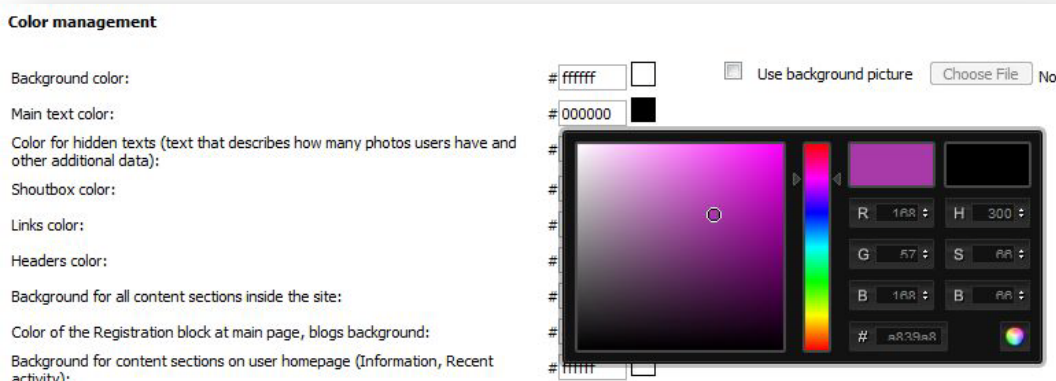 Color management
Background color:
# ffffff
Use background picture
Choose File
No
Main text color:
# 000000
Color for hidden texts (text that describes how many photos users have and
other additional data):
#
Shoutbox color:
#
Links color:
#
Headers color:
#
Background for all content sections inside the site:
#
Color of the Registration block at main page, blogs background:
#
Background for content sections on user homepage (Information, Recent
activity):
# ffffff
R 168 H 300
G 57 S 66
B 168 B 66
# a839a8